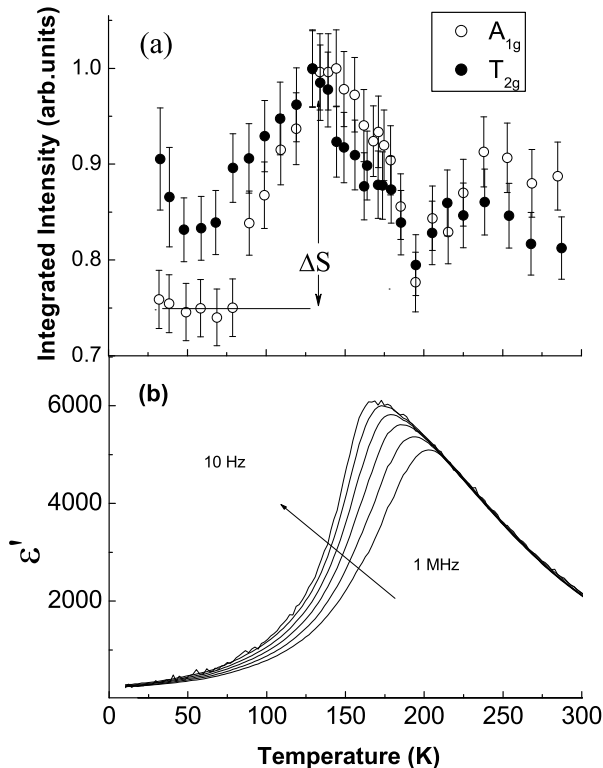 (a)
A1g
T2g
Integrated Intensity (arb.units)
1.0
0.9
0.8
0.7
ΔS
(b)
6000
4000
2000
ε'
10 Hz
1 MHz
0 50 100 150 200 250 300
Temperature (K)